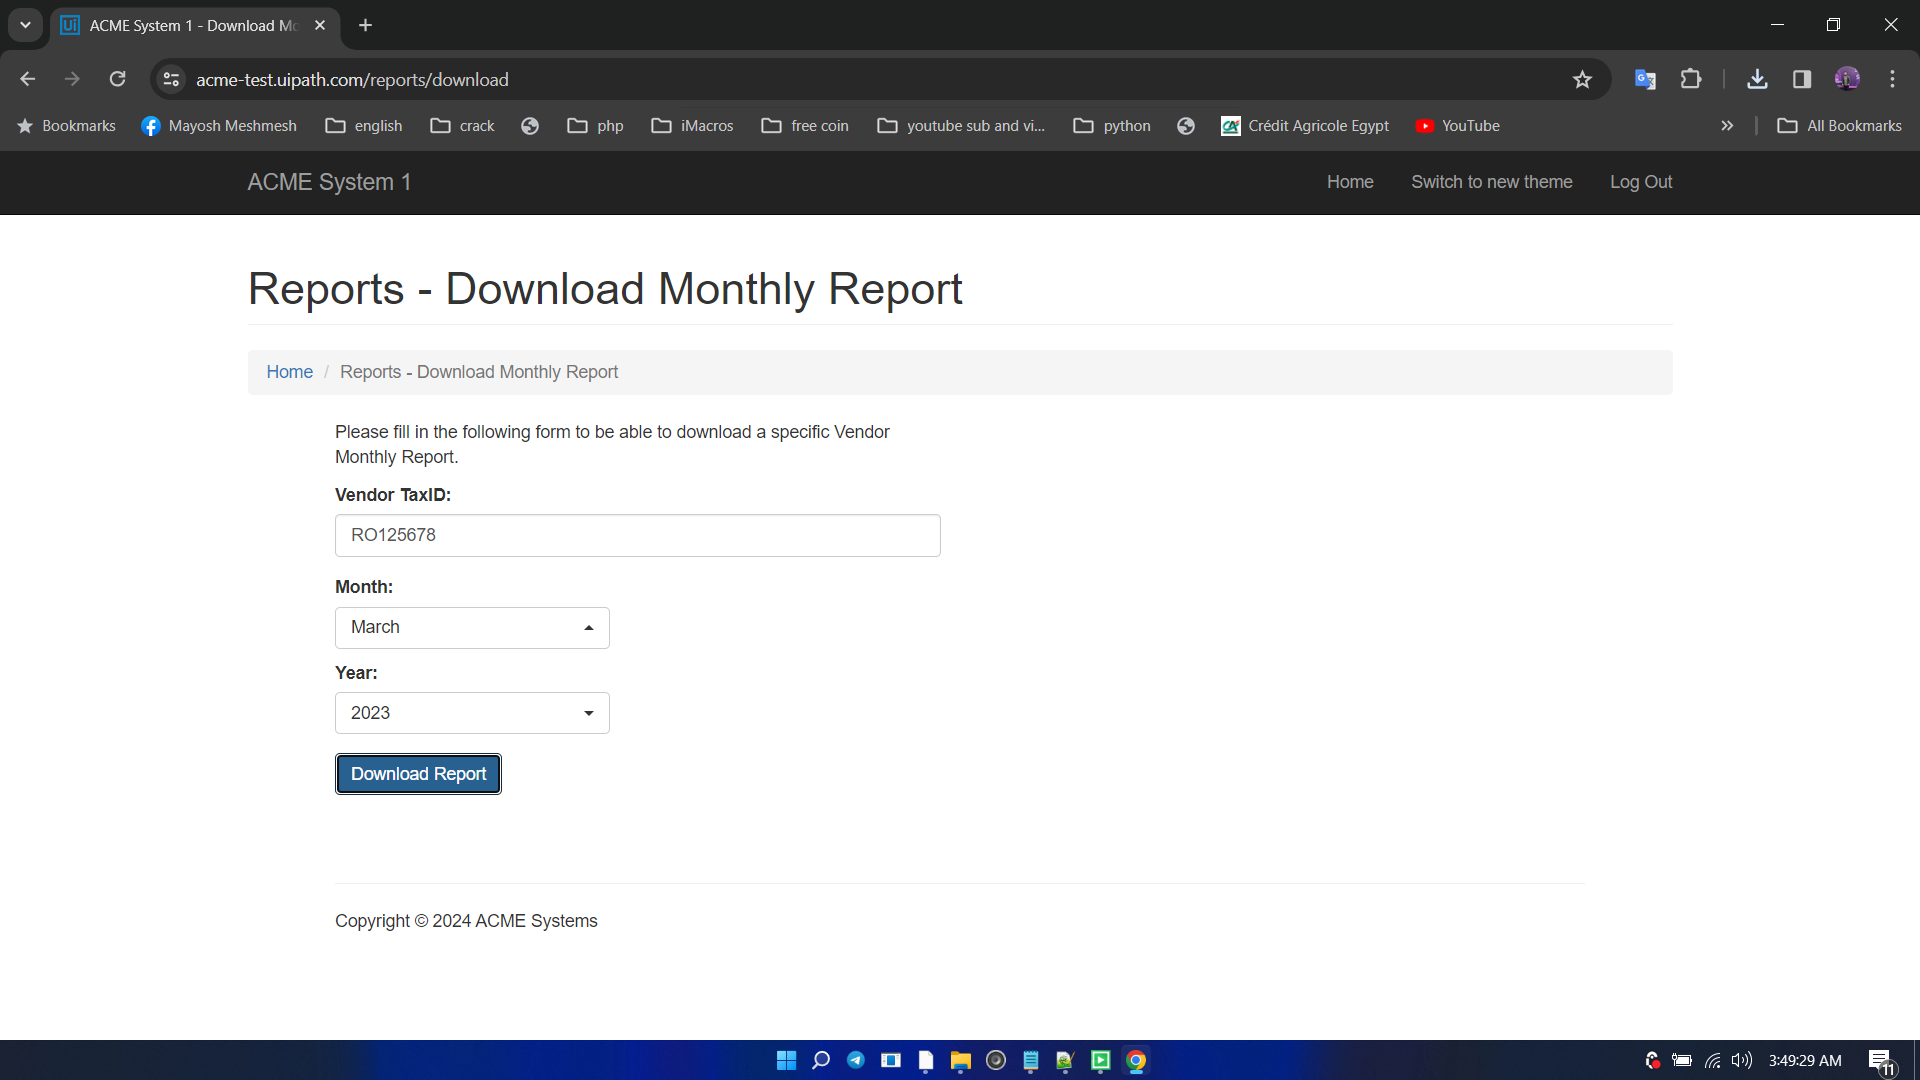 ACME System 1 - Download Mo
acme-test.uipath.com/reports/download
Bookmarks
Mayosh Meshmesh
english
crack
php
iMacros
free coin
youtube sub and vi...
python
Crédit Agricole Egypt
YouTube
All Bookmarks
ACME System 1
Home
Switch to new theme
Log Out
Reports - Download Monthly Report
Home / Reports - Download Monthly Report
Please fill in the following form to be able to download a specific Vendor
Monthly Report.
Vendor TaxID:
RO125678
Month:
March
Year:
2023
Download Report
Copyright © 2024 ACME Systems
3:49:29 AM
11